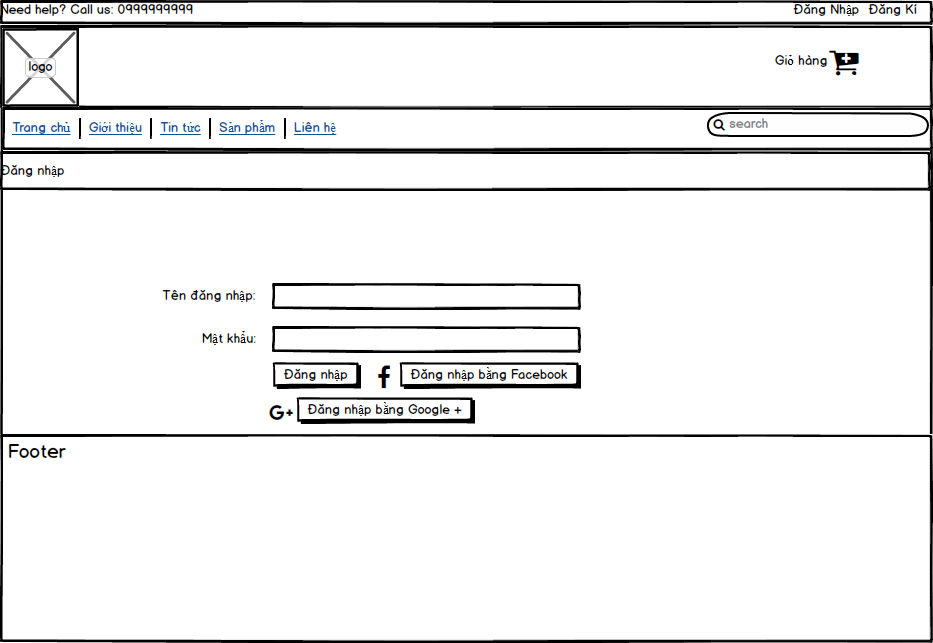 Need help? Call us: 0999999999 Đăng Nhập Đăng Kí
logo
Giỏ hàng
Trang chủ Giới thiệu Tin tức Sản phẩm Liên hệ search
Đăng nhập
Tên đăng nhập:
Mật khẩu:
Đăng nhập Đăng nhập bằng Facebook
G+ Đăng nhập bằng Google +
Footer